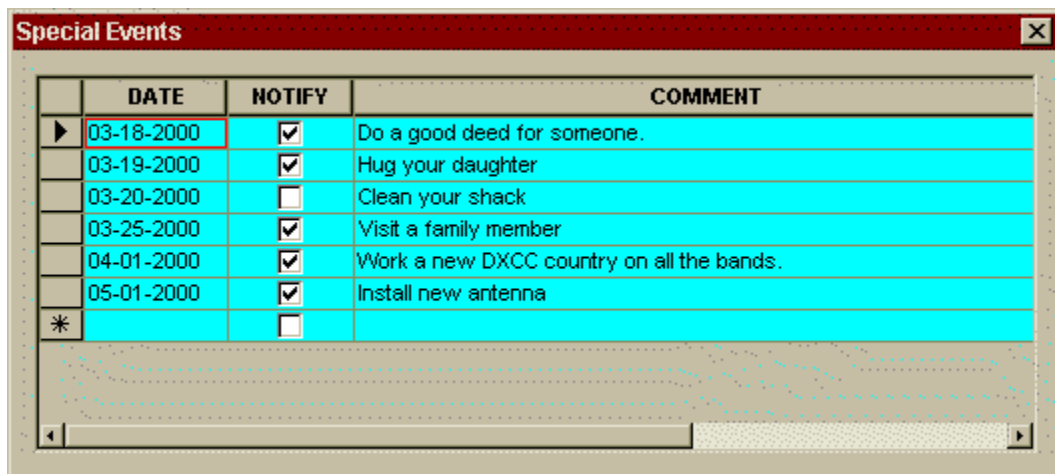 Special Events
DATE NOTIFY COMMENT
03-18-2000 Do a good deed for someone.
03-19-2000 Hug your daughter
03-20-2000 Clean your shack
03-25-2000 Visit a family member
04-01-2000 Work a new DXCC country on all the bands.
05-01-2000 Install new antenna